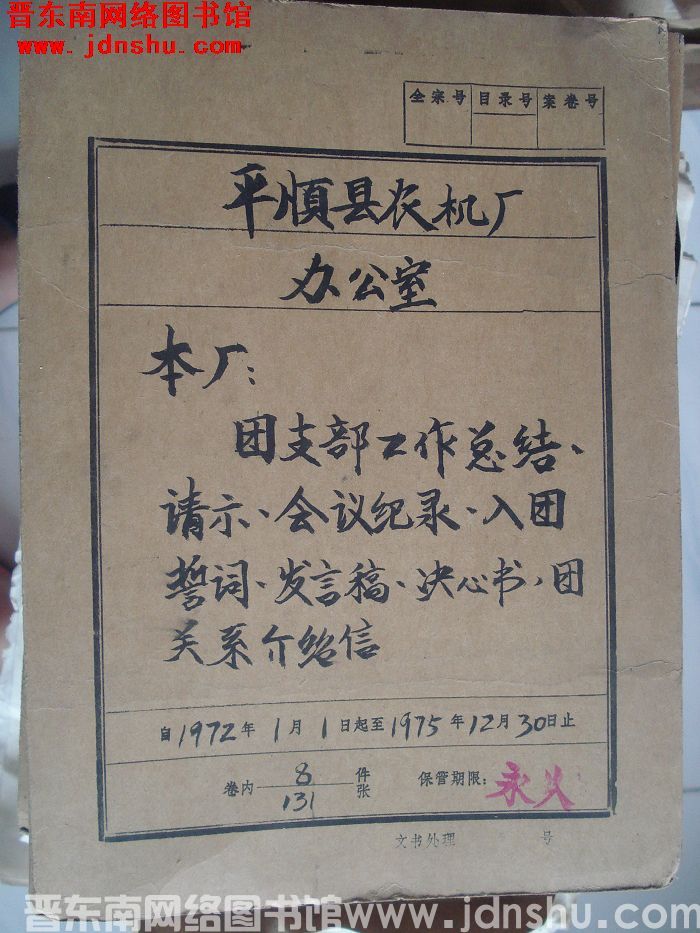 晋东南网络图书馆
www.jdnshu.com
全宗号 目录号 案卷号
平顺县农机厂
办公室
本厂：
团支部工作总结、
请示、会议纪录、入团
誓词、发言稿、决心书，团
关系介绍信
自1972年1月1日起至1975年12月30日止
卷内 8 件
131 张
保管期限：永久
文书处理 号
晋东南网络图书馆www.jdnshu.com